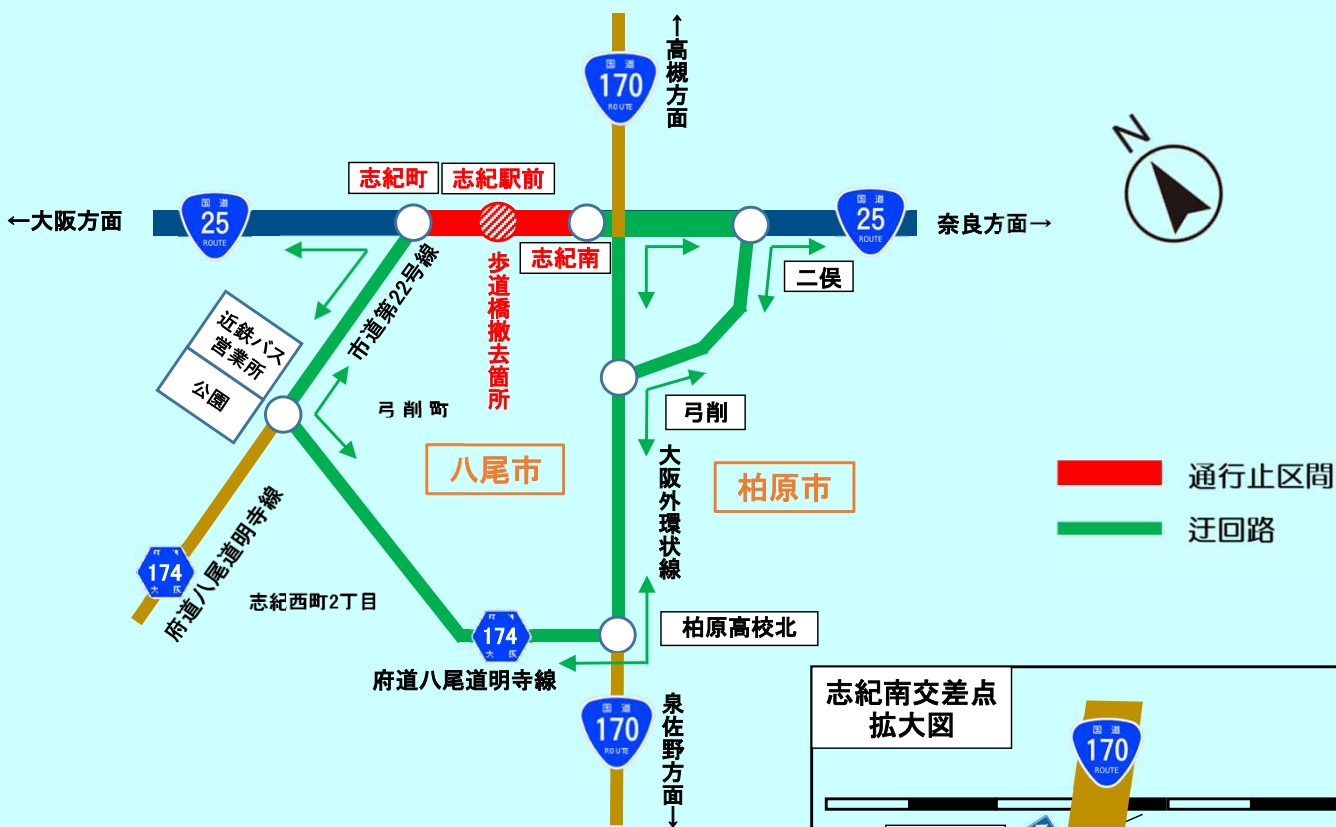 ↑高槻方面
国道
170
ROUTE
N
志紀町
志紀駅前
←大阪方面
国道
25
ROUTE
国道
25
ROUTE
奈良方面→
志紀南
二俣
歩道橋撤去箇所
市道第22号線
近鉄バス
営業所
公園
弓削町
弓削
八尾市
柏原市
大阪外環状線
通行止区間
迂回路
174
大阪
府道八尾道明寺線
志紀西町2丁目
174
大阪
柏原高校北
府道八尾道明寺線
国道
170
ROUTE
泉佐野方面→
志紀南交差点
拡大図
国道
170
ROUTE